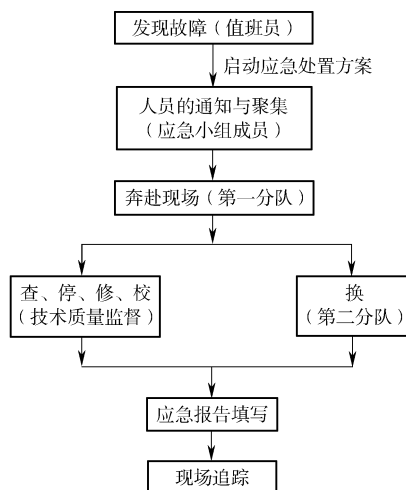 发现故障（值班员）
启动应急处置方案
人员的通知与聚集
（应急小组成员）
奔赴现场（第一分队）
查、停、修、校
（技术质量监督）
换
（第二分队）
应急报告填写
现场追踪